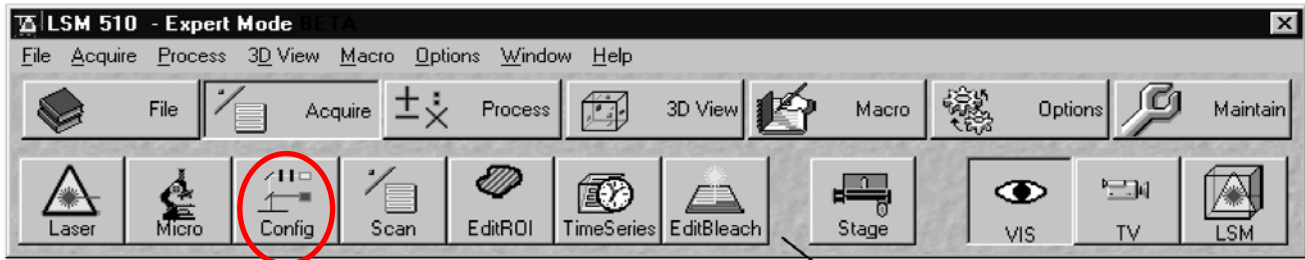 LSM 510 - Expert Mode BETA
File Acquire Process 3D View Macro Options Window Help
File Acquire Process 3D View Macro Options Maintain
Laser Micro Config Scan EditROI TimeSeries EditBleach Stage VIS TV LSM